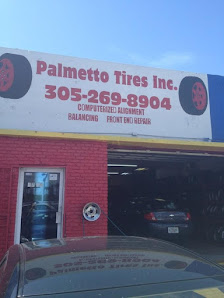 Palmetto Tires Inc.
305-269-8904
COMPUTERIZED ALIGNMENT
BALANCING FRONT END REPAIR